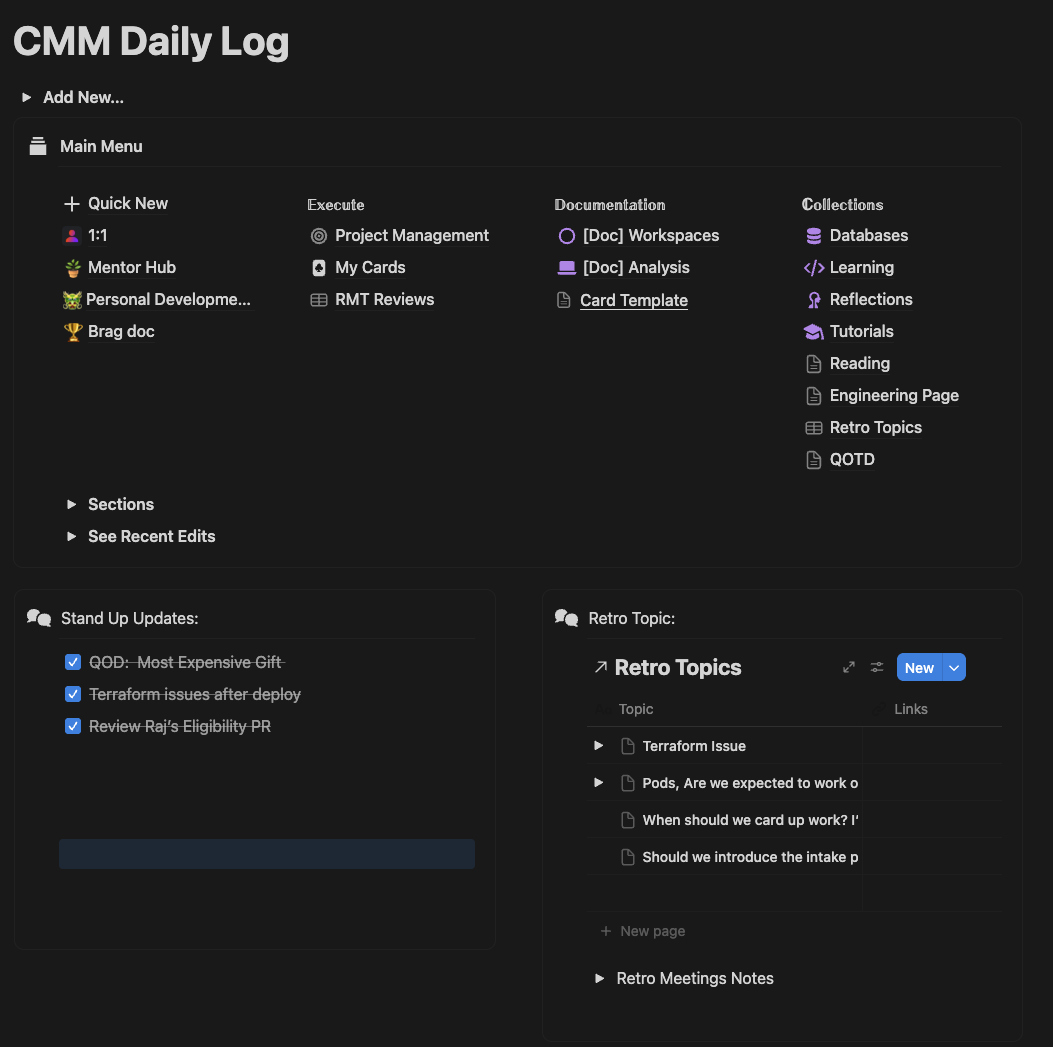 CMM Daily Log
Add New...
Main Menu
Quick New
1:1
Mentor Hub
Personal Developme...
Brag doc
Execute
Project Management
My Cards
RMT Reviews
Documentation
[Doc] Workspaces
[Doc] Analysis
Card Template
Collections
Databases
Learning
Reflections
Tutorials
Reading
Engineering Page
Retro Topics
QOTD
Sections
See Recent Edits
Stand Up Updates:
QOD: Most Expensive Gift
Terraform issues after deploy
Review Raj's Eligibility PR
Retro Topic:
Retro Topics
New
Topic Links
Terraform Issue
Pods, Are we expected to work o
When should we card up work? I'
Should we introduce the intake p
New page
Retro Meetings Notes